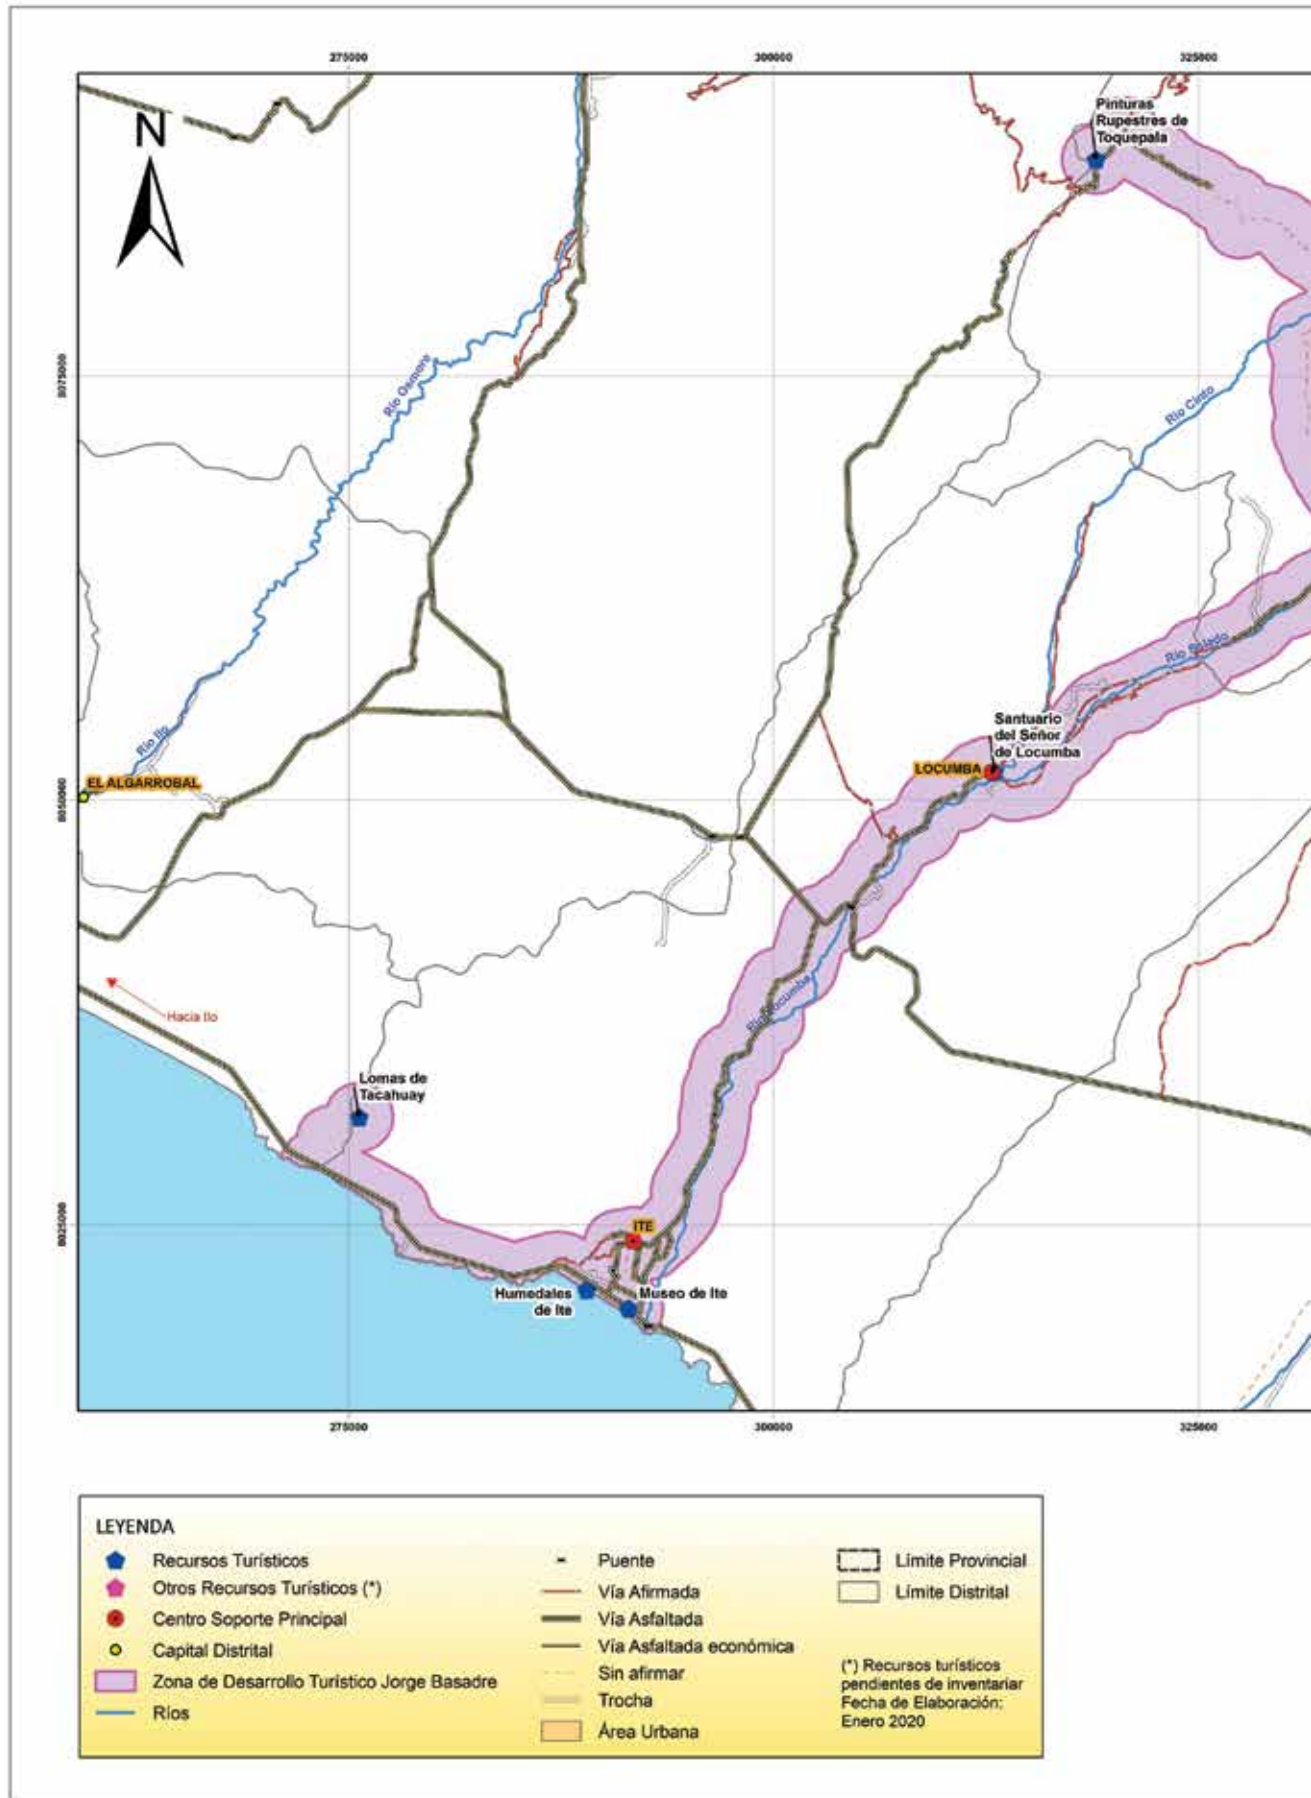 275000
300000
325000
N
Pinturas
Rupestres de
Toquepala
8075000
Río Osmore
Río Cinto
Río Salado
Santuario
del Señor
de Locumba
LOCUMBA
Río Ilo
EL ALGARROBAL
8050000
Río Locumba
Hacia Ilo
Lomas de
Tacahuay
8025000
ITE
Humedales
de Ite
Museo de Ite
275000
300000
325000
LEYENDA
Recursos Turísticos
Otros Recursos Turísticos (*)
Centro Soporte Principal
Capital Distrital
Zona de Desarrollo Turístico Jorge Basadre
Ríos
Puente
Vía Afirmada
Vía Asfaltada
Vía Asfaltada económica
Sin afirmar
Trocha
Área Urbana
Límite Provincial
Límite Distrital
(*) Recursos turísticos
pendientes de inventariar
Fecha de Elaboración:
Enero 2020